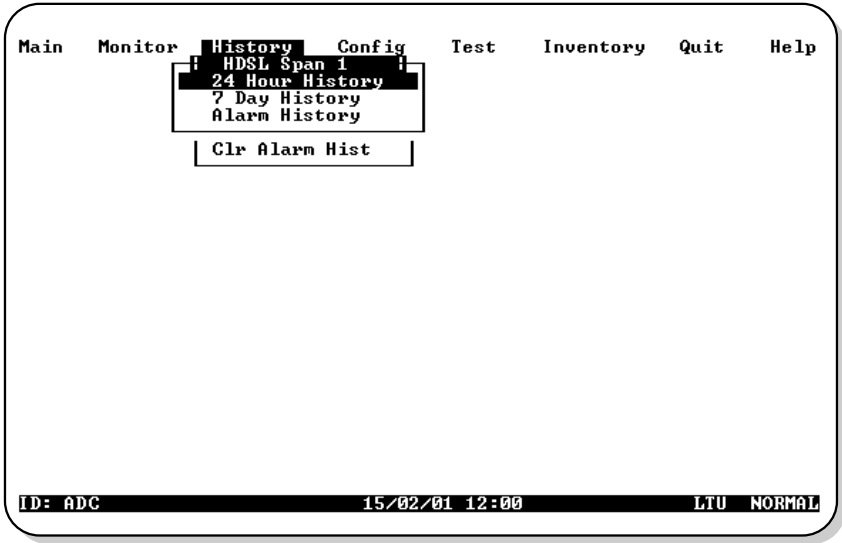 Main Monitor History Config Test Inventory Quit Help
HDSL Span 1
24 Hour History
7 Day History
Alarm History
Clr Alarm Hist
ID: ADC 15/02/01 12:00 LTU NORMAL